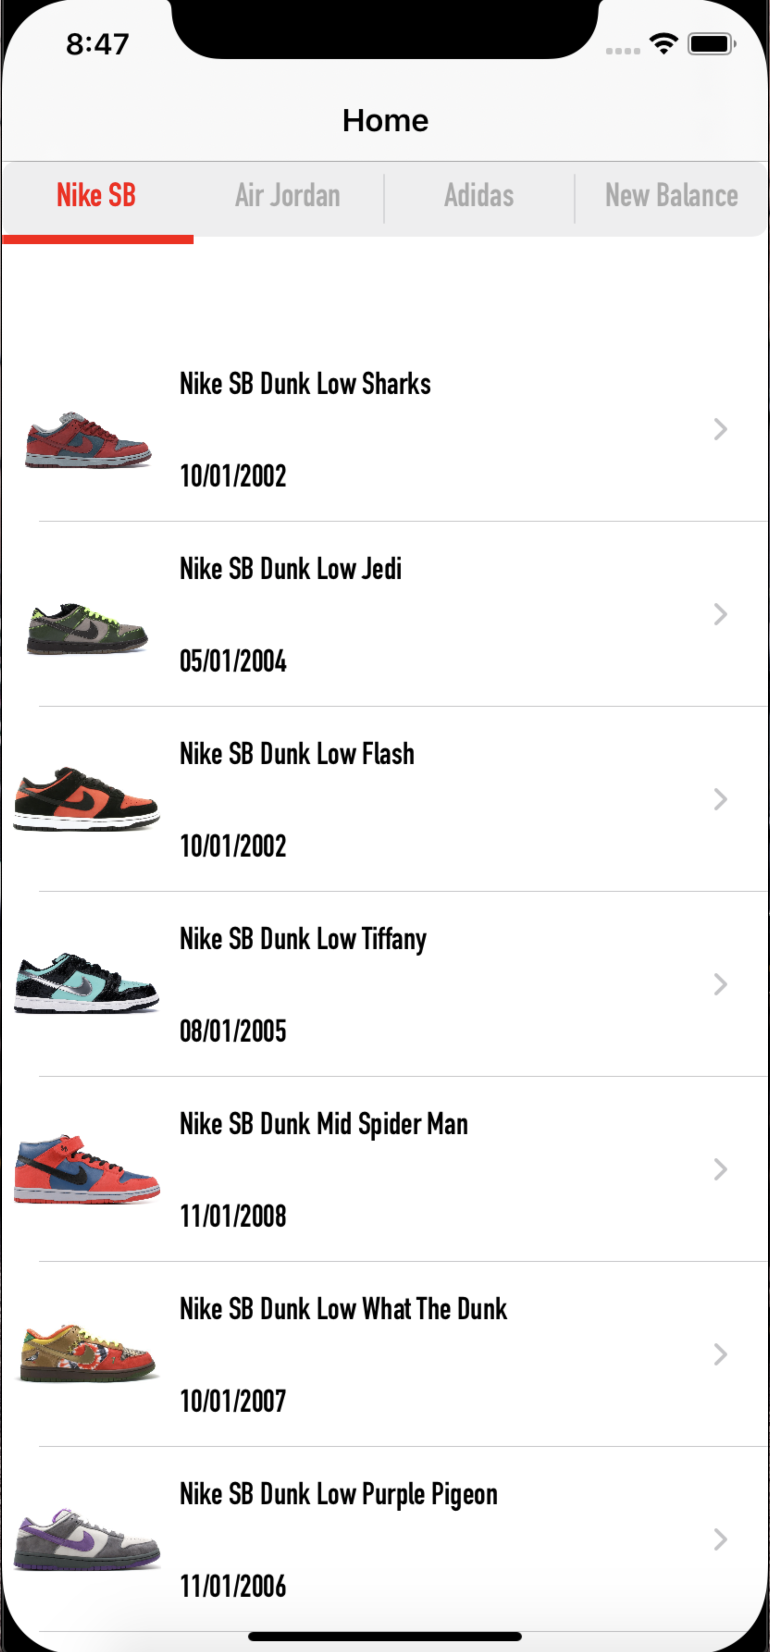 8:47
Home
Nike SB Air Jordan Adidas New Balance
Nike SB Dunk Low Sharks
10/01/2002
Nike SB Dunk Low Jedi
05/01/2004
Nike SB Dunk Low Flash
10/01/2002
Nike SB Dunk Low Tiffany
08/01/2005
Nike SB Dunk Mid Spider Man
11/01/2008
Nike SB Dunk Low What The Dunk
10/01/2007
Nike SB Dunk Low Purple Pigeon
11/01/2006